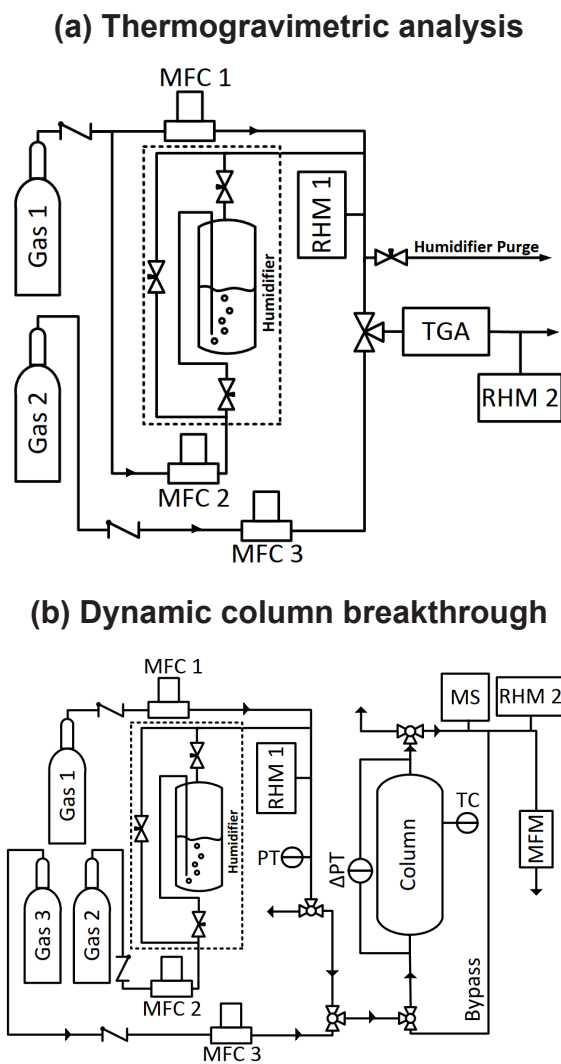 (a) Thermogravimetric analysis
MFC 1
Gas 1
RHM 1
Humidifier
Humidifier Purge
TGA
Gas 2
RHM 2
MFC 2
MFC 3
(b) Dynamic column breakthrough
MFC 1
MS
RHM 2
Gas 1
RHM 1
Humidifier
TC
Column
MFM
PT
ΔPT
Gas 3
Gas 2
MFC 2
Bypass
MFC 3